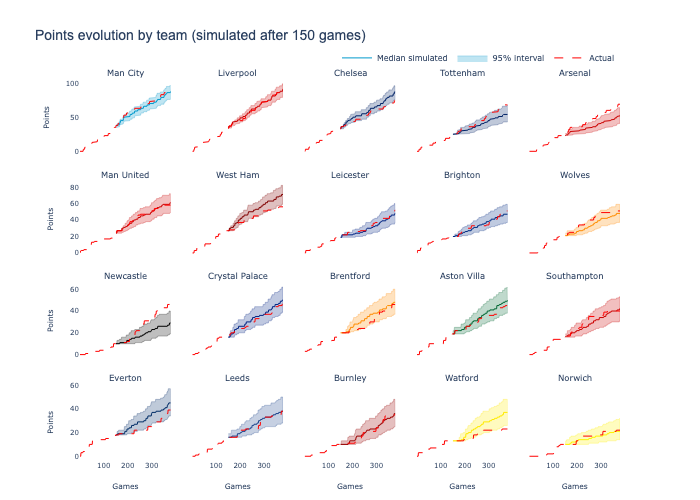 Points evolution by team (simulated after 150 games)
Median simulated 95% interval Actual
Man City Liverpool Chelsea Tottenham Arsenal
100
50
0
Points
Man United West Ham Leicester Brighton Wolves
80
60
40
20
0
Points
Newcastle Crystal Palace Brentford Aston Villa Southampton
60
40
20
0
Points
Everton Leeds Burnley Watford Norwich
60
40
20
0
Points
100 200 300 100 200 300 100 200 300 100 200 300 100 200 300
Games Games Games Games Games